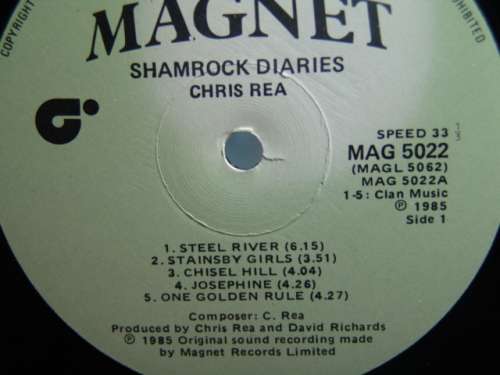 COPYRIGHT
MAGNET
SHAMROCK DIARIES
CHRIS REA
SPEED 33 1/3
MAG 5022
(MAGL 5062)
MAG 5022A
1-5: Clan Music
℗ 1985
Side 1
1. STEEL RIVER (6.15)
2. STAINSBY GIRLS (3.51)
3. CHISEL HILL (4.04)
4. JOSEPHINE (4.26)
5. ONE GOLDEN RULE (4.27)
Composer: C. Rea
Produced by Chris Rea and David Richards
℗ 1985 Original sound recording made
by Magnet Records Limited